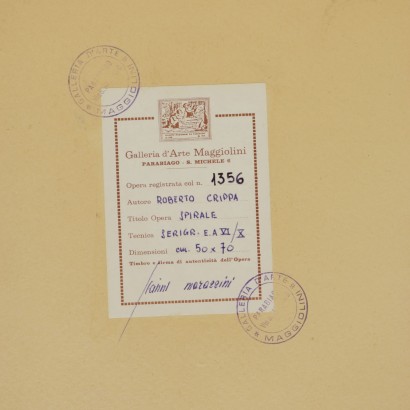 GALLERIA D'ARTE MAGGIOLINI
Galleria d'Arte Maggiolini
PARABIAGO - S. MICHELE 6
Opera registrata col n. 1356
Autore ROBERTO CRIPPA
Titolo Opera SPIRALE
Tecnica SERIGR. E.A VI/X
Dimensioni cm. 50 x 70
Timbro e firma di autenticità dell'Opera
GALLERIA D'ARTE MAGGIOLINI